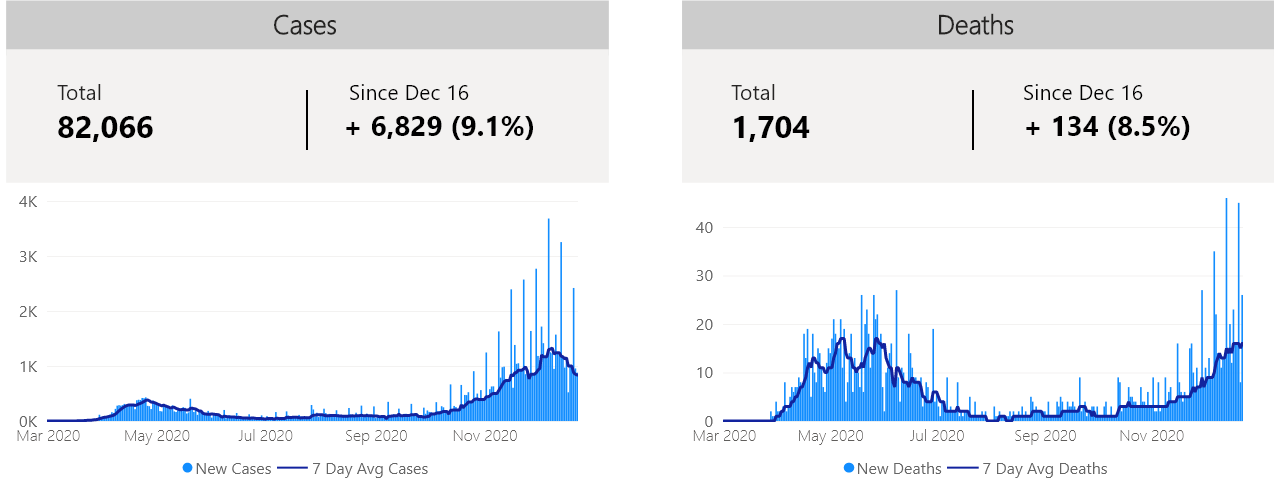 Cases
Total
Since Dec 16
82,066
+ 6,829 (9.1%)
4K
3K
2K
1K
0K
Mar 2020 May 2020 Jul 2020 Sep 2020 Nov 2020
New Cases 7 Day Avg Cases
Deaths
Total
Since Dec 16
1,704
+ 134 (8.5%)
40
30
20
10
0
Mar 2020 May 2020 Jul 2020 Sep 2020 Nov 2020
New Deaths 7 Day Avg Deaths